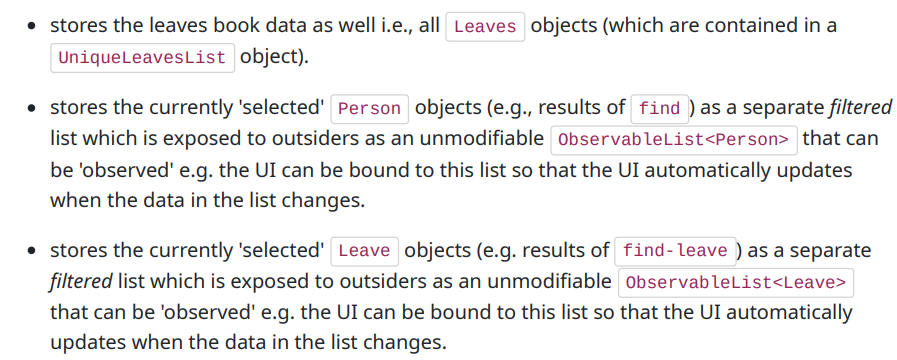 stores the leaves book data as well i.e., all Leaves objects (which are contained in a
UniqueLeavesList object).
stores the currently 'selected' Person objects (e.g., results of find) as a separate filtered
list which is exposed to outsiders as an unmodifiable ObservableList<Person> that can
be 'observed' e.g. the UI can be bound to this list so that the UI automatically updates
when the data in the list changes.
stores the currently 'selected' Leave objects (e.g. results of find-leave) as a separate
filtered list which is exposed to outsiders as an unmodifiable ObservableList<Leave>
that can be 'observed' e.g. the UI can be bound to this list so that the UI automatically
updates when the data in the list changes.